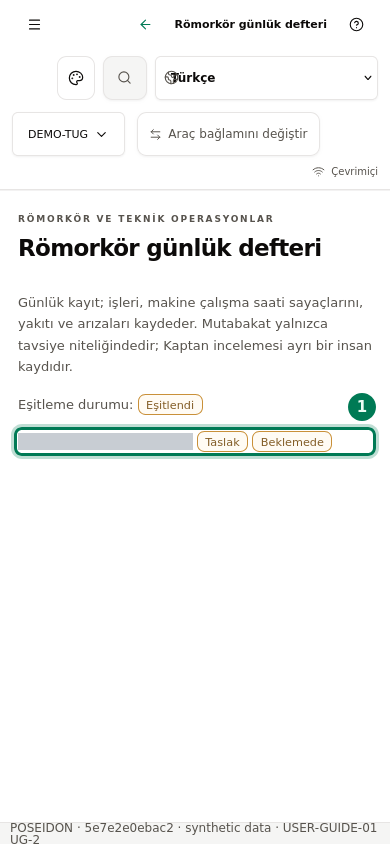 Römorkör günlük defteri
Türkçe
DEMO-TUG
Araç bağlamını değiştir
Çevrimiçi
RÖMORKÖR VE TEKNİK OPERASYONLAR
Römorkör günlük defteri
Günlük kayıt; işleri, makine çalışma saati sayaçlarını,
yakıtı ve arızaları kaydeder. Mutabakat yalnızca
tavsiye niteliğindedir; Kaptan incelemesi ayrı bir insan
kaydıdır.
Eşitleme durumu: Eşitlendi
1
Taslak Beklemede
POSEIDON · 5e7e2e0ebac2 · synthetic data · USER-GUIDE-01
UG-2